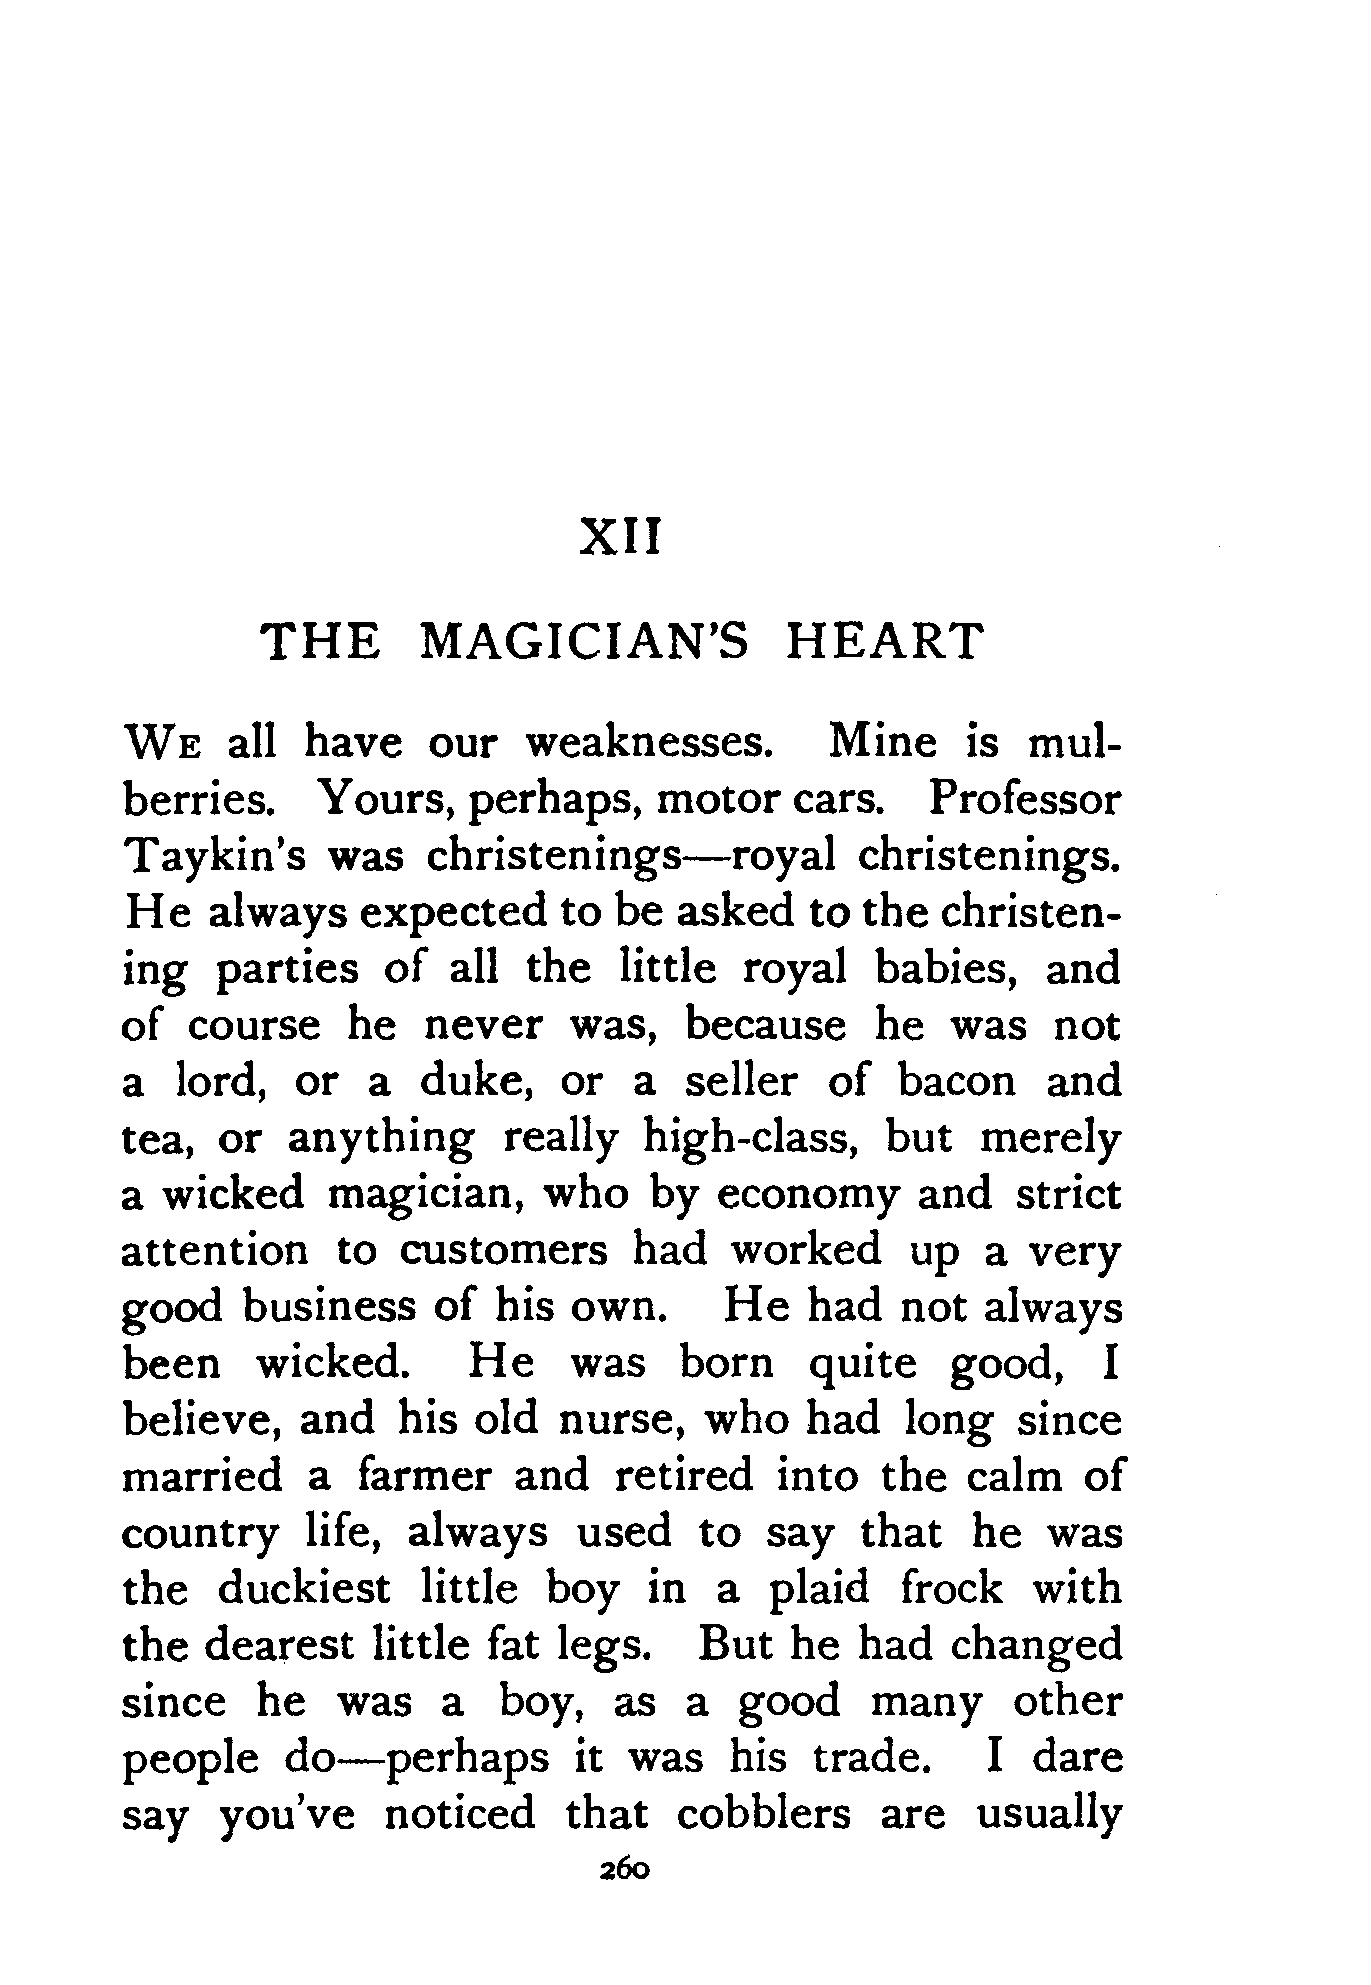 XII
THE MAGICIAN'S HEART
WE all have our weaknesses. Mine is mul-
berries. Yours, perhaps, motor cars. Professor
Taykin's was christenings—royal christenings.
He always expected to be asked to the christen-
ing parties of all the little royal babies, and
of course he never was, because he was not
a lord, or a duke, or a seller of bacon and
tea, or anything really high-class, but merely
a wicked magician, who by economy and strict
attention to customers had worked up a very
good business of his own. He had not always
been wicked. He was born quite good, I
believe, and his old nurse, who had long since
married a farmer and retired into the calm of
country life, always used to say that he was
the duckiest little boy in a plaid frock with
the dearest little fat legs. But he had changed
since he was a boy, as a good many other
people do—perhaps it was his trade. I dare
say you've noticed that cobblers are usually
260